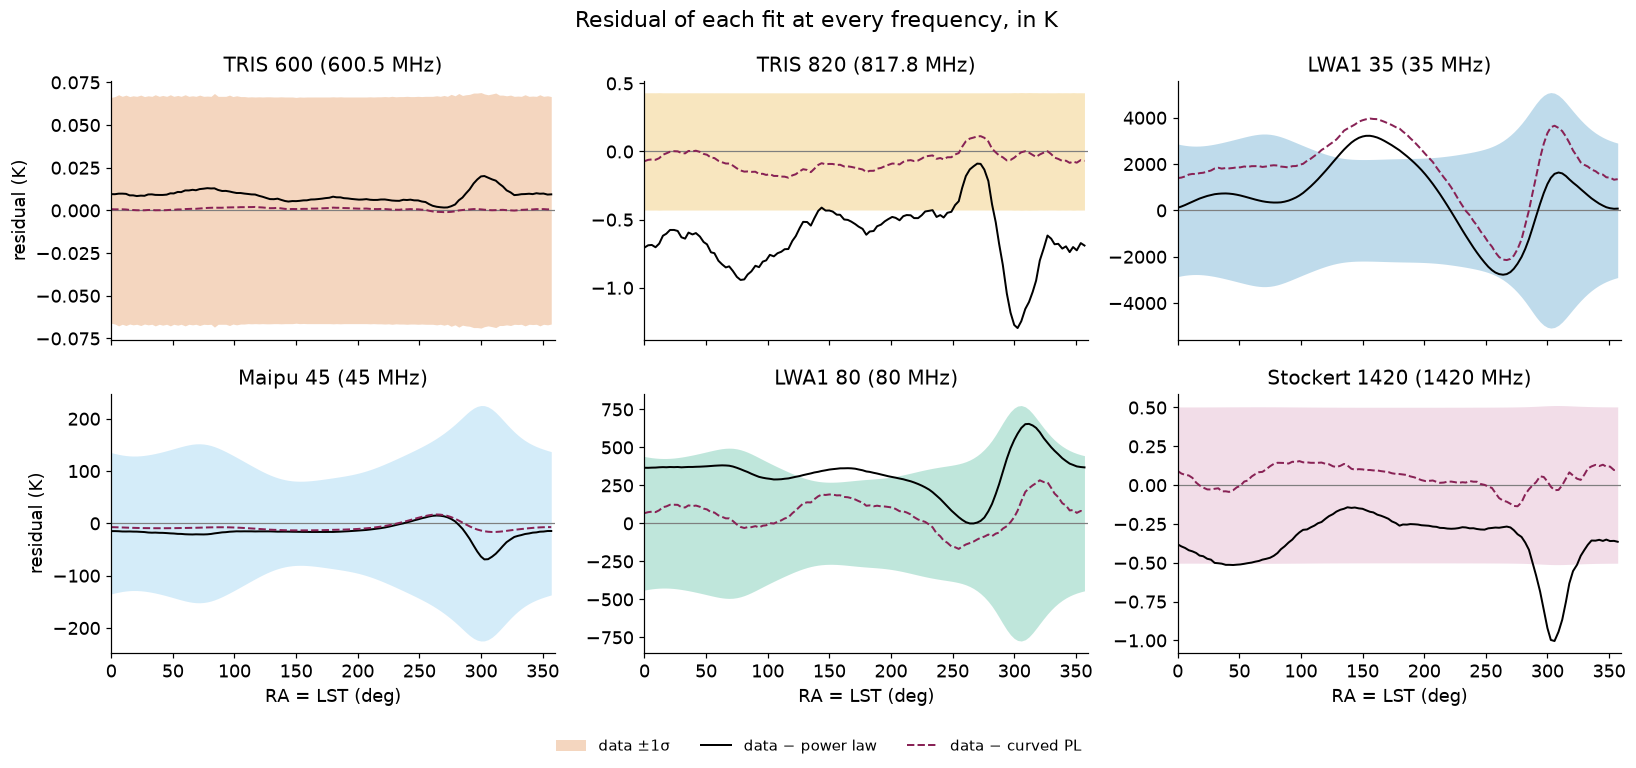 Residual of each fit at every frequency, in K
TRIS 600 (600.5 MHz)
0.075
0.050
0.025
0.000
−0.025
−0.050
−0.075
residual (K)
TRIS 820 (817.8 MHz)
0.5
0.0
−0.5
−1.0
LWA1 35 (35 MHz)
4000
2000
0
−2000
−4000
Maipu 45 (45 MHz)
200
100
0
−100
−200
residual (K)
0 50 100 150 200 250 300 350
RA = LST (deg)
LWA1 80 (80 MHz)
750
500
250
0
−250
−500
−750
0 50 100 150 200 250 300 350
RA = LST (deg)
Stockert 1420 (1420 MHz)
0.50
0.25
0.00
−0.25
−0.50
−0.75
−1.00
0 50 100 150 200 250 300 350
RA = LST (deg)
data ±1σ data − power law data − curved PL